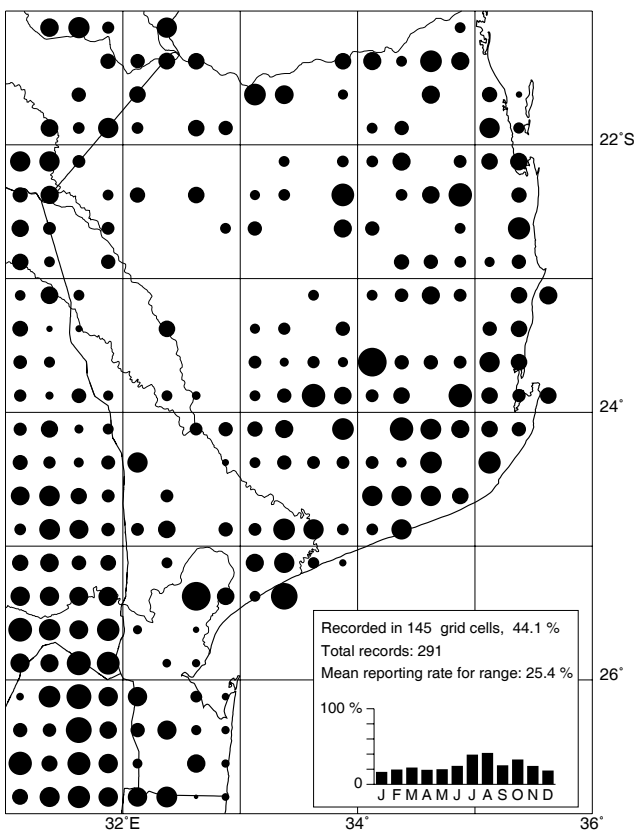 22˚S
24˚
Recorded in 145 grid cells, 44.1 %
Total records: 291
Mean reporting rate for range: 25.4 %
26˚
100 %
0
J F M A M J J A S O N D
32˚E
34
36